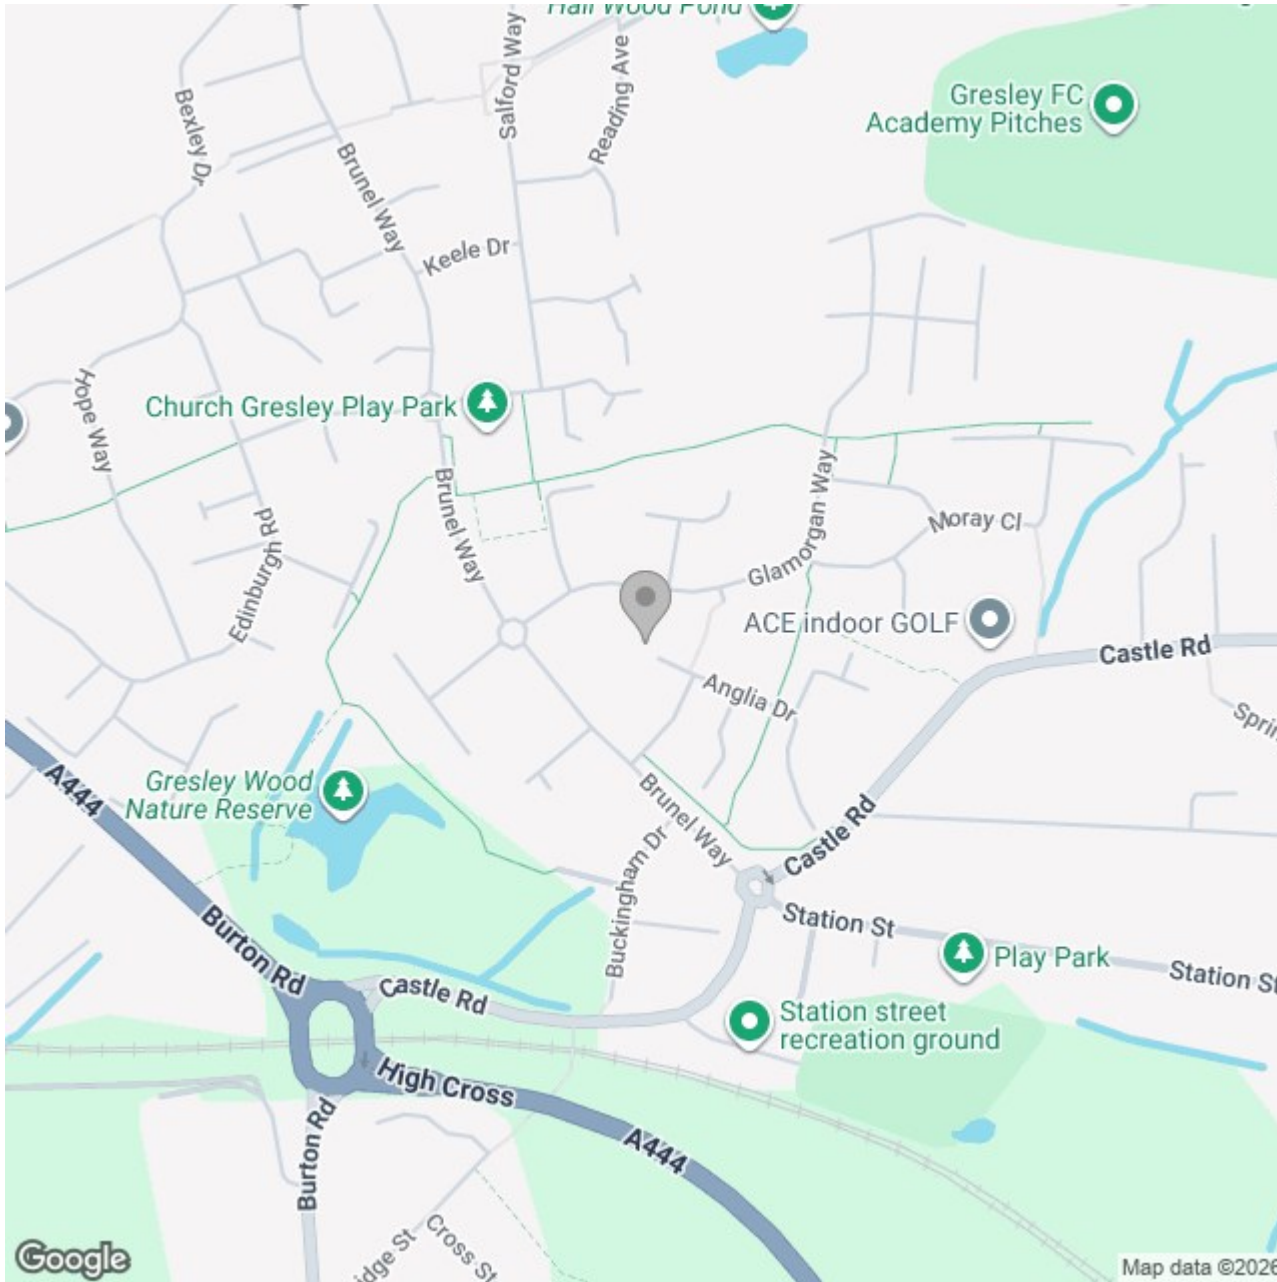 Hall Wood Pond
Salford Way
Reading Ave
Gresley FC
Academy Pitches
Bexley Dr
Brunel Way
Keele Dr
Hope Way
Church Gresley Play Park
Brunel Way
Edinburgh Rd
Glamorgan Way
Moray Cl
ACE indoor GOLF
Castle Rd
Anglia Dr
A444
Gresley Wood
Nature Reserve
Brunel Way
Buckingham Dr
Castle Rd
Station St
Burton Rd
Castle Rd
Play Park
Station St
Station street
recreation ground
High Cross
Burton Rd
A444
Cross St
Google
Map data ©2026